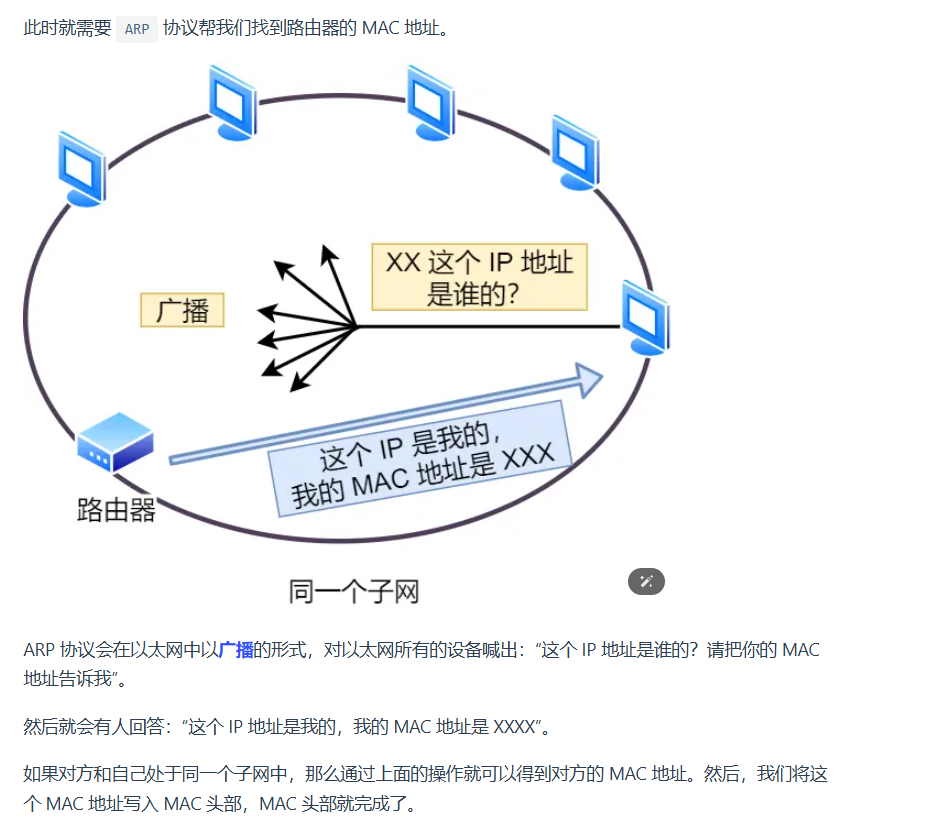 此时就需要 ARP 协议帮我们找到路由器的 MAC 地址。
XX 这个 IP 地址
是谁的?
广播
这个 IP 是我的，
我的 MAC 地址是 XXX
路由器
同一个子网
ARP 协议会在以太网中以广播的形式，对以太网所有的设备喊出：“这个 IP 地址是谁的？请把你的 MAC
地址告诉我”。
然后就会有人回答：“这个 IP 地址是我的，我的 MAC 地址是 XXXX”。
如果对方和自己处于同一个子网中，那么通过上面的操作就可以得到对方的 MAC 地址。然后，我们将这
个 MAC 地址写入 MAC 头部，MAC 头部就完成了。